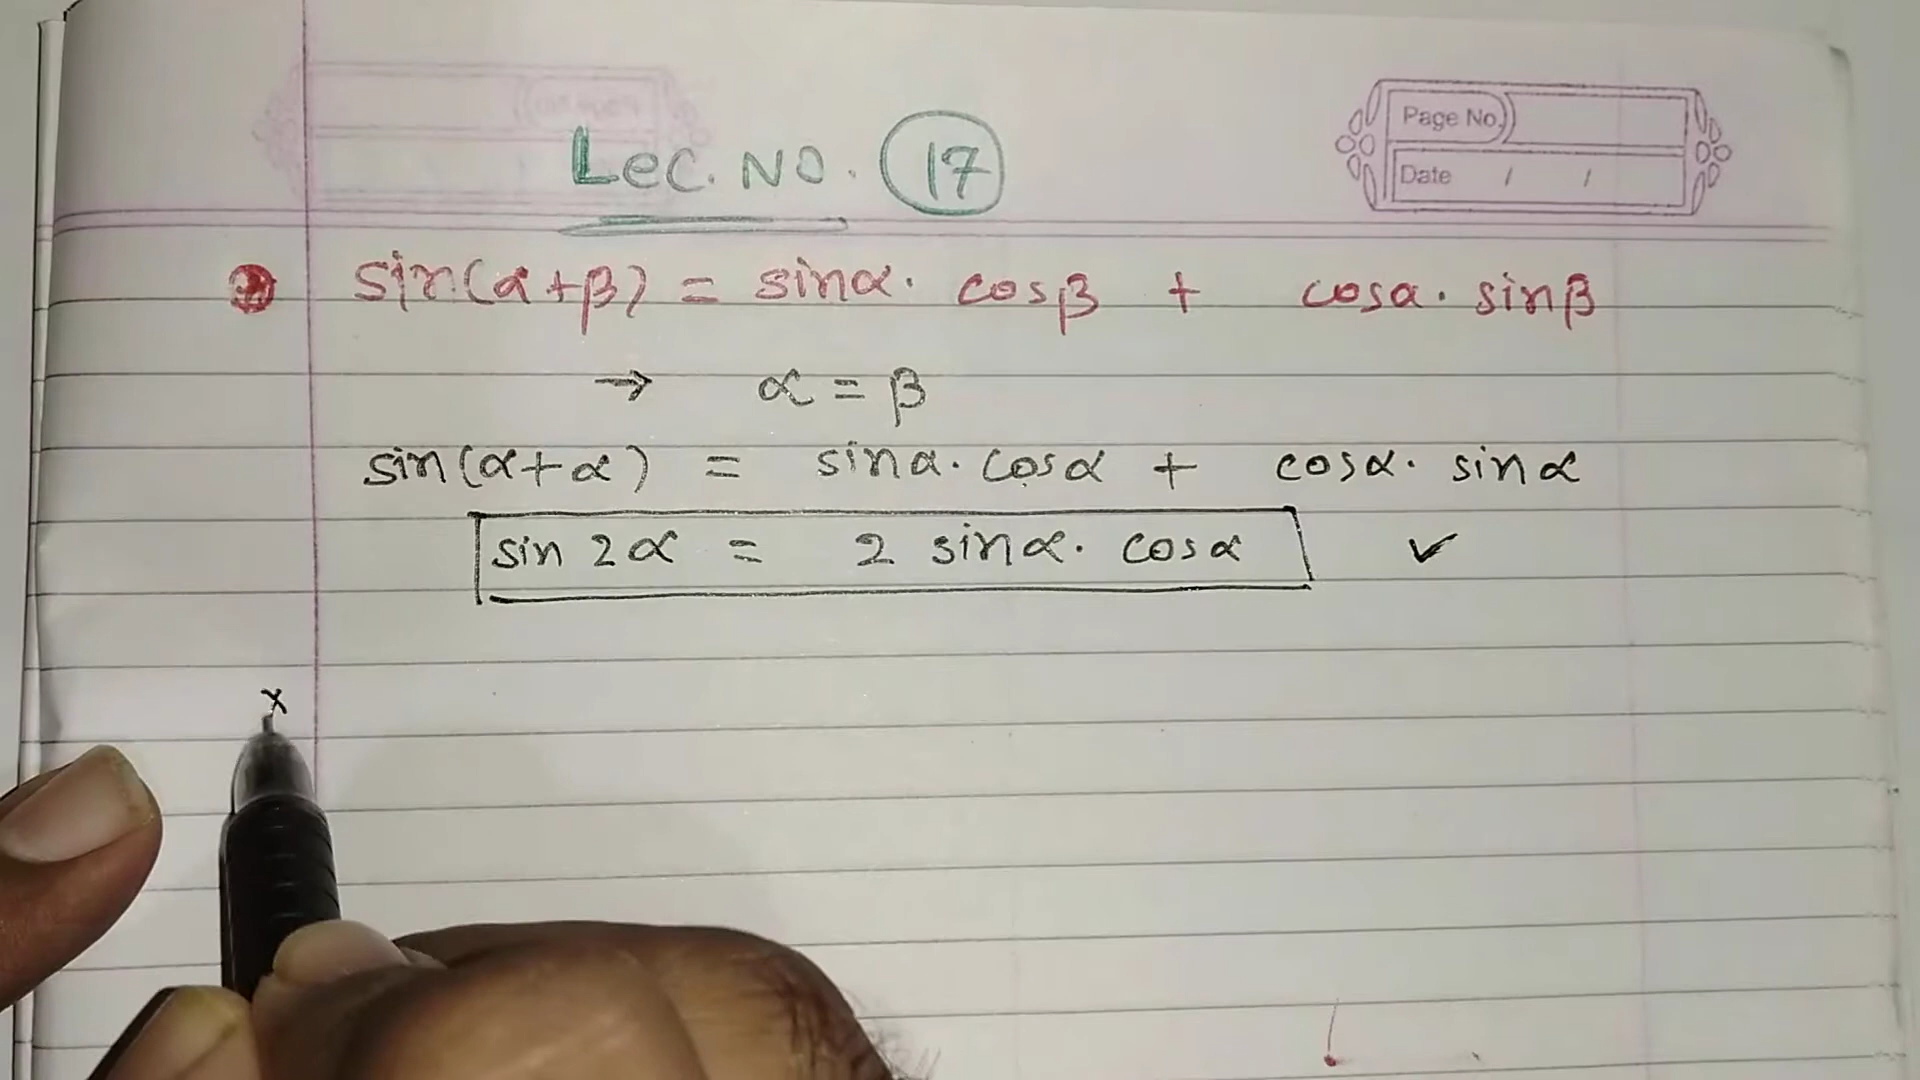 Lec. No. 17
Page No.
Date / /
sin(α+β) = sinα. cosβ + cosα. sinβ
→ α = β
sin(α+α) = sinα. cosα + cosα. sinα
sin 2α = 2 sinα. cosα ✓
x